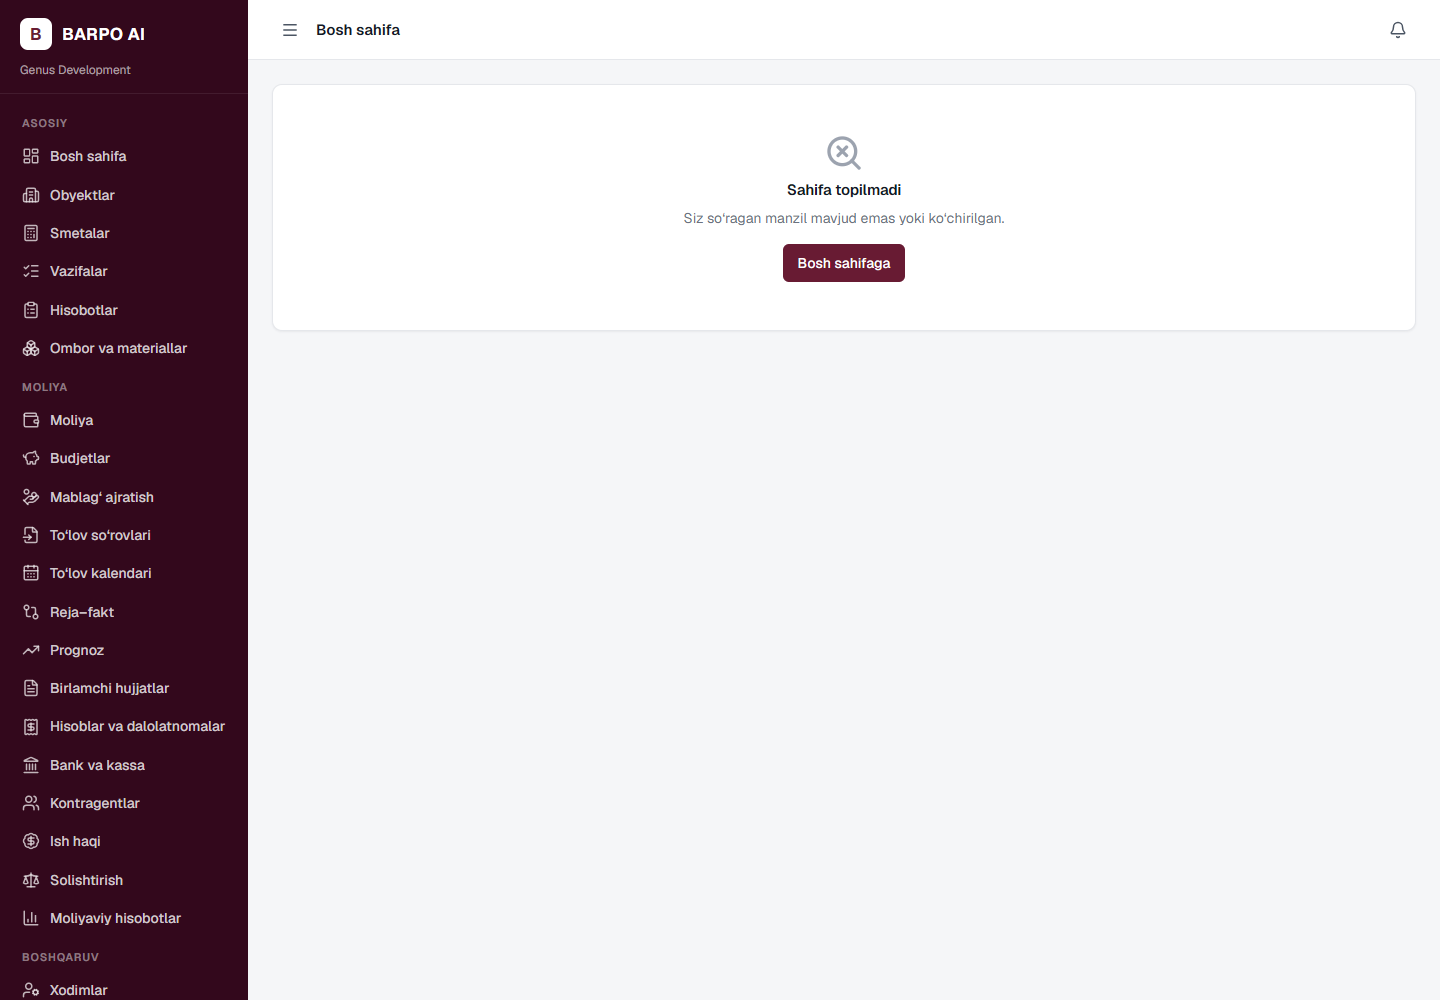 B BARPO AI
Genus Development
ASOSIY
Bosh sahifa
Obyektlar
Smetalar
Vazifalar
Hisobotlar
Ombor va materiallar
MOLIYA
Moliya
Budjetlar
Mablag‘ ajratish
To‘lov so‘rovlari
To‘lov kalendari
Reja–fakt
Prognoz
Birlamchi hujjatlar
Hisoblar va dalolatnomalar
Bank va kassa
Kontragentlar
Ish haqi
Solishtirish
Moliyaviy hisobotlar
BOSHQARUV
Xodimlar
Bosh sahifa
Sahifa topilmadi
Siz so‘ragan manzil mavjud emas yoki ko‘chirilgan.
Bosh sahifaga